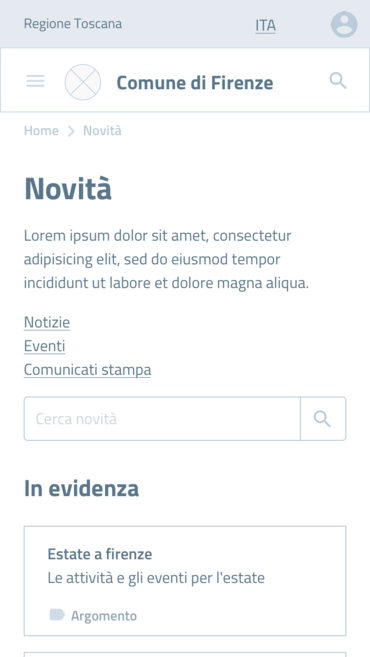 Regione Toscana
ITA
Comune di Firenze
Home > Novità
Novità
Lorem ipsum dolor sit amet, consectetur
adipisicing elit, sed do eiusmod tempor
incididunt ut labore et dolore magna aliqua.
Notizie
Eventi
Comunicati stampa
Cerca novità
In evidenza
Estate a firenze
Le attività e gli eventi per l'estate
Argomento